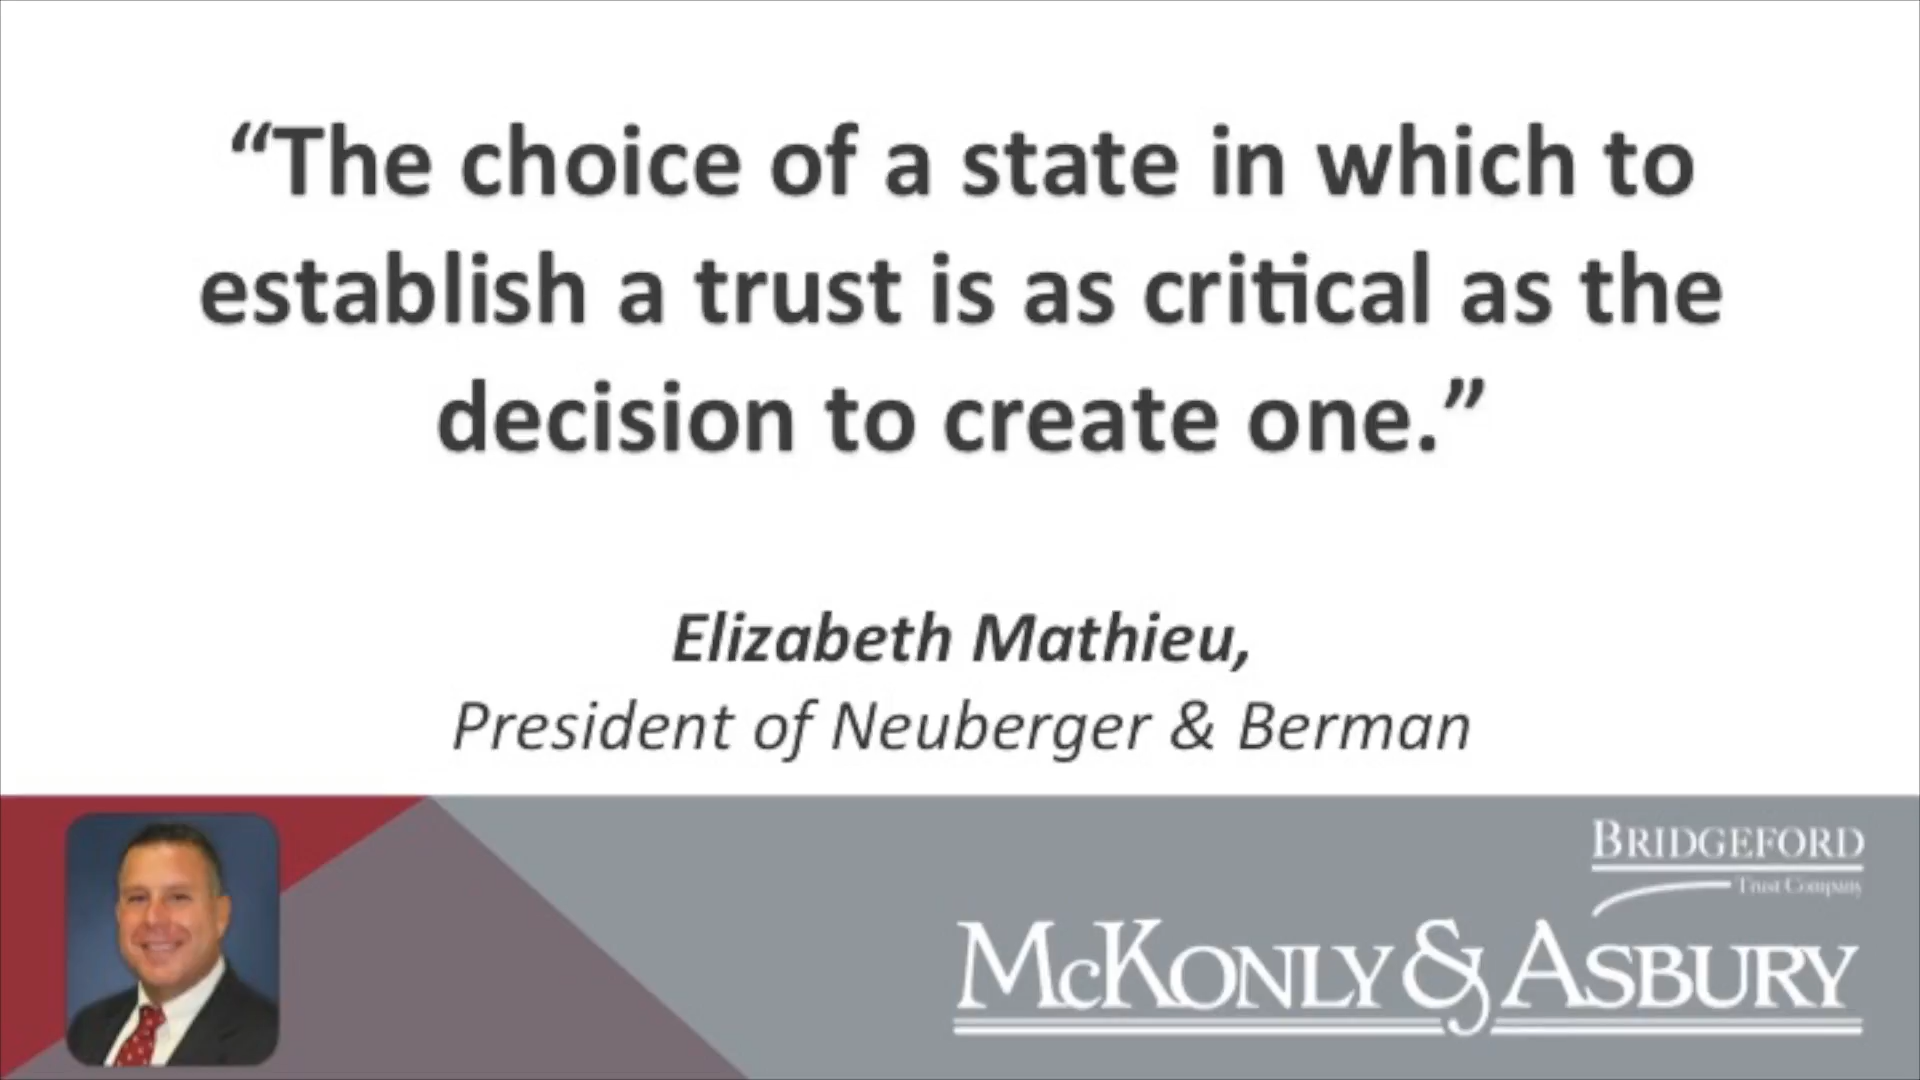 “The choice of a state in which to
establish a trust is as critical as the
decision to create one.”
Elizabeth Mathieu,
President of Neuberger & Berman
BRIDGEFORD
Trust Company
MCKONLY & ASBURY